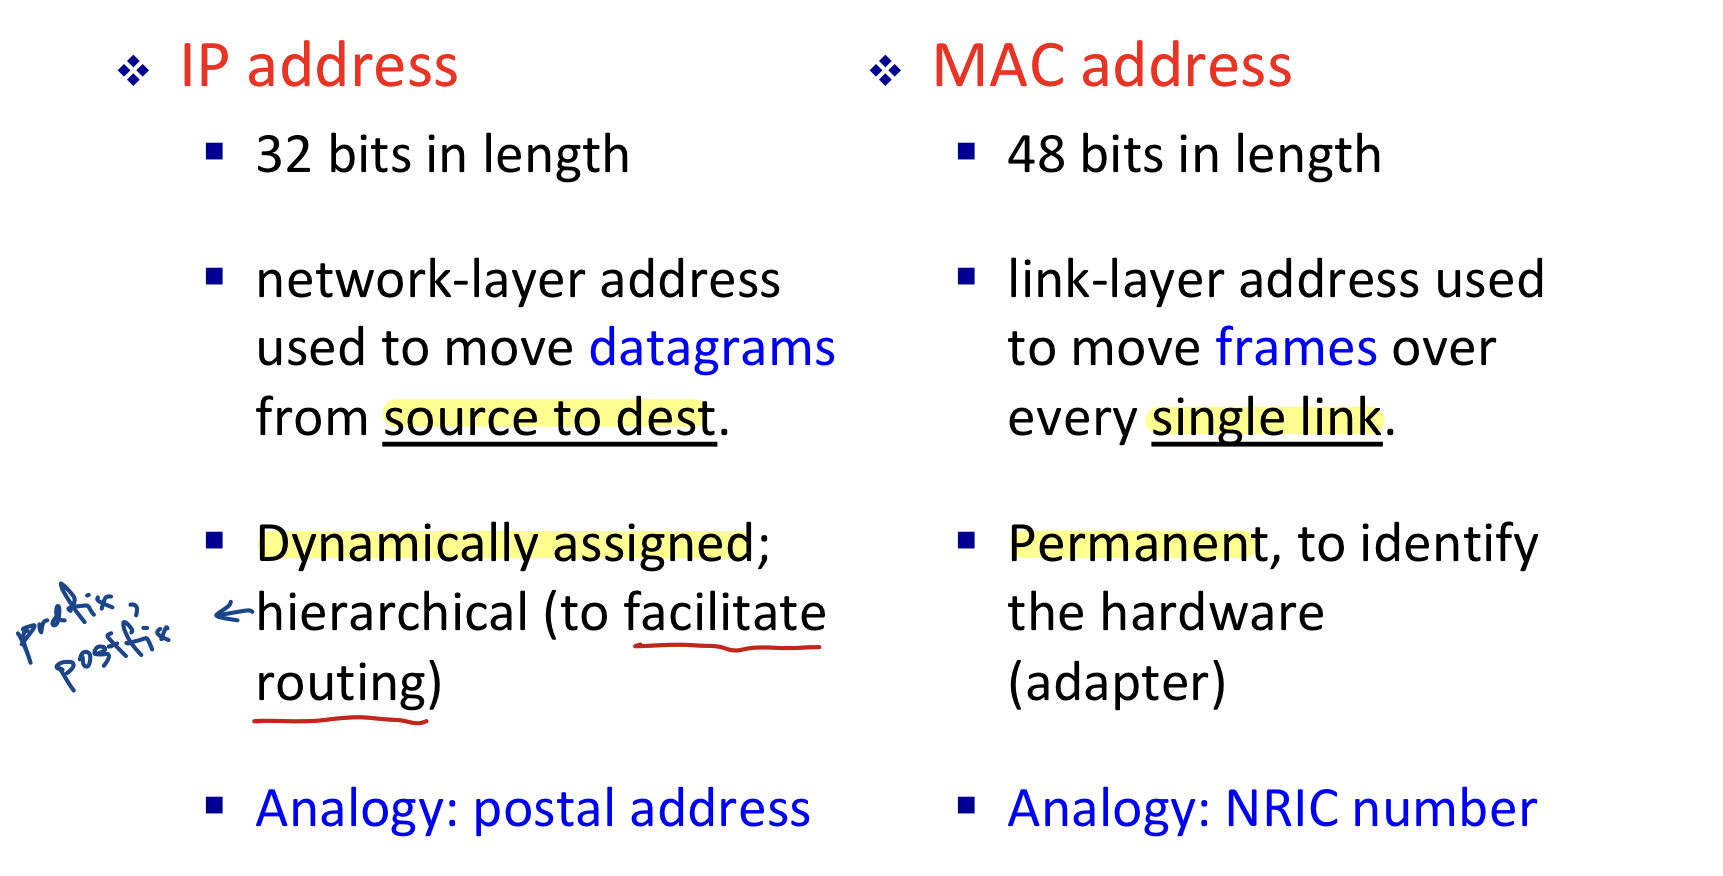 IP address
32 bits in length
network-layer address
used to move datagrams
from source to dest.
Dynamically assigned;
hierarchical (to facilitate
routing)
prefix,
postfix
Analogy: postal address
MAC address
48 bits in length
link-layer address used
to move frames over
every single link.
Permanent, to identify
the hardware
(adapter)
Analogy: NRIC number